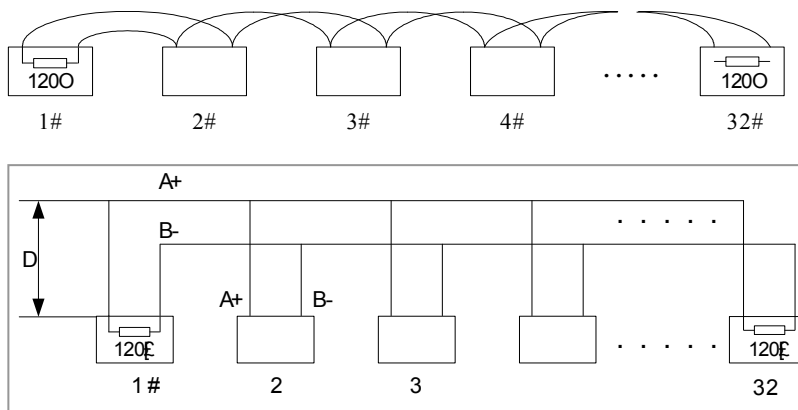 120O 120O
1# 2# 3# 4# ..... 32#
A+
B-
D
A+ B-
.....
120£ ..... 120£
1# 2 3 32